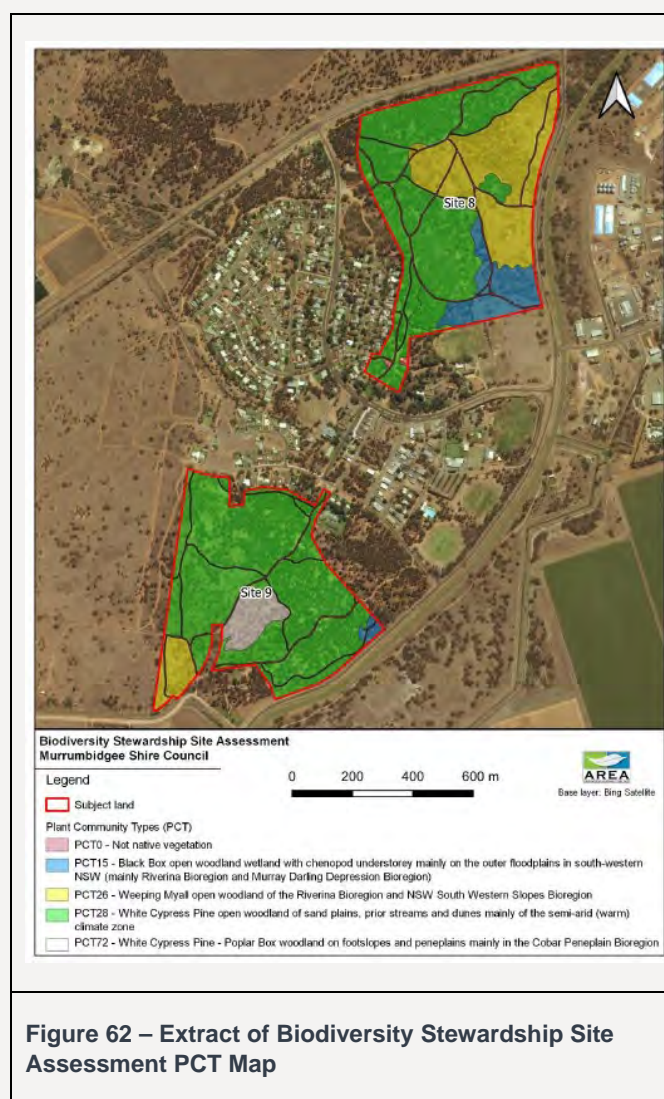 Site 8
Site 9
Biodiversity Stewardship Site Assessment
Murrumbidgee Shire Council
Legend
0 200 400 600 m
AREA
Base layer: Bing Satellite
Subject land
Plant Community Types (PCT)
PCT0 - Not native vegetation
PCT15 - Black Box open woodland wetland with chenopod understorey mainly on the outer floodplains in south-western
NSW (mainly Riverina Bioregion and Murray Darling Depression Bioregion)
PCT26 - Weeping Myall open woodland of the Riverina Bioregion and NSW South Western Slopes Bioregion
PCT28 - White Cypress Pine open woodland of sand plains, prior streams and dunes mainly of the semi-arid (warm)
climate zone
PCT72 - White Cypress Pine - Poplar Box woodland on footslopes and peneplains mainly in the Cobar Peneplain Bioregion
Figure 62 – Extract of Biodiversity Stewardship Site
Assessment PCT Map